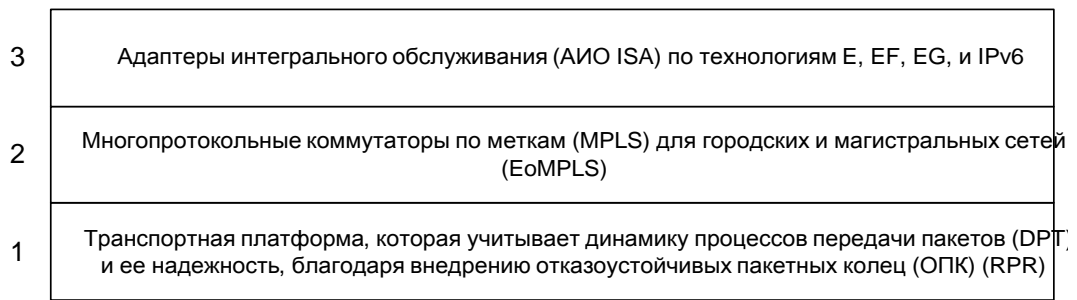 3
Адаптеры интегрального обслуживания (АИО ISA) по технологиям E, EF, EG, и IPv6
2
Многопротокольные коммутаторы по меткам (MPLS) для городских и магистральных сетей
(EoMPLS)
1
Транспортная платформа, которая учитывает динамику процессов передачи пакетов (DPT)
и ее надежность, благодаря внедрению отказоустойчивых пакетных колец (ОПК) (RPR)